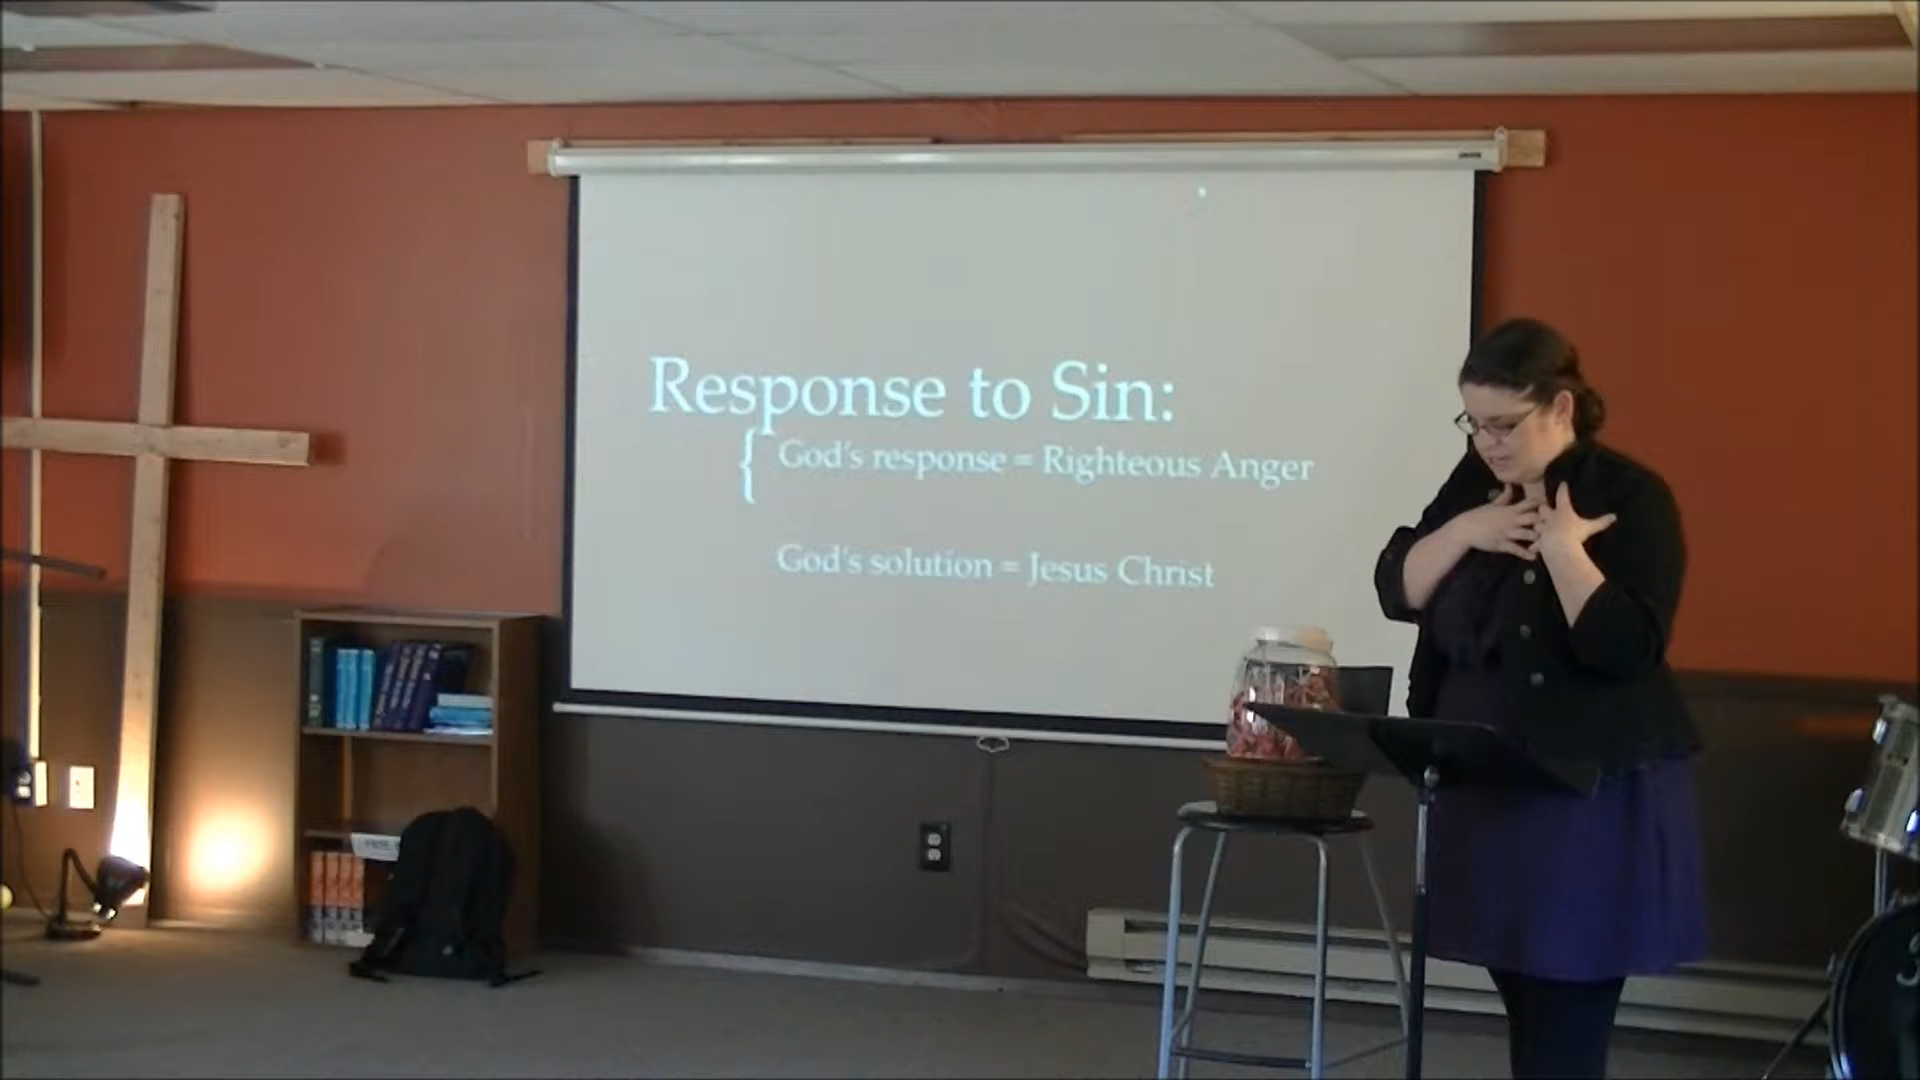 Response to Sin:
God's response = Righteous Anger
God's solution = Jesus Christ